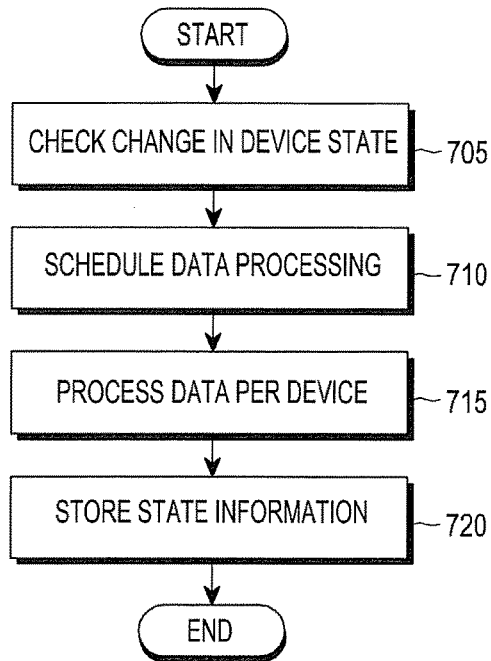 START
CHECK CHANGE IN DEVICE STATE
705
SCHEDULE DATA PROCESSING
710
PROCESS DATA PER DEVICE
715
STORE STATE INFORMATION
720
END